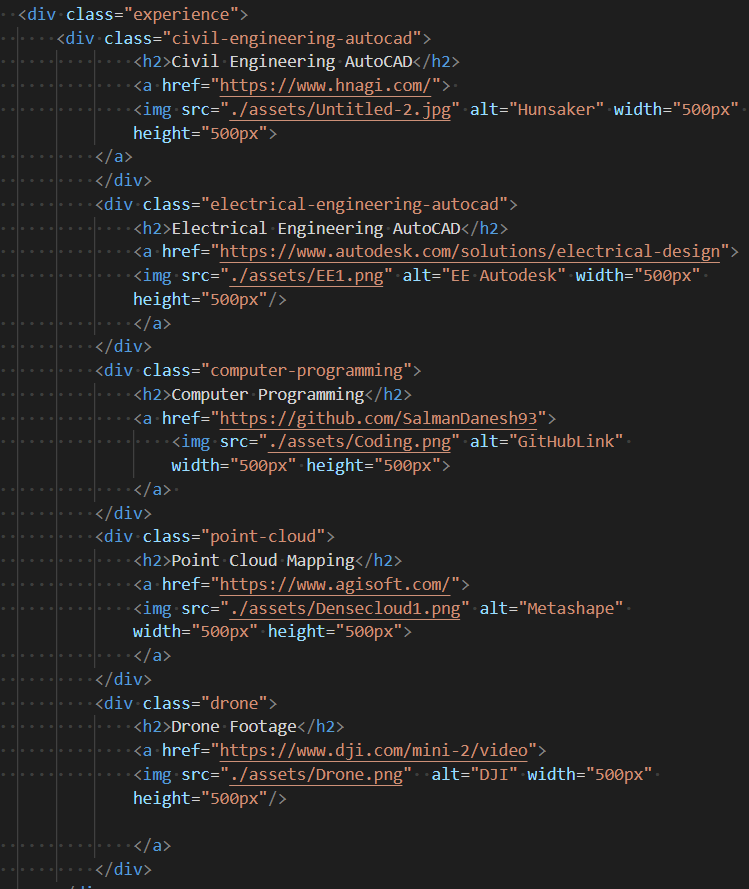 <div class="experience">
<div class="civil-engineering-autocad">
<h2>Civil Engineering AutoCAD</h2>
<a href="https://www.hnagi.com/">
<img src="./assets/Untitled-2.jpg" alt="Hunsaker" width="500px"
height="500px">
</a>
</div>
<div class="electrical-engineering-autocad">
<h2>Electrical Engineering AutoCAD</h2>
<a href="https://www.autodesk.com/solutions/electrical-design">
<img src="./assets/EE1.png" alt="EE Autodesk" width="500px"
height="500px"/>
</a>
</div>
<div class="computer-programming">
<h2>Computer Programming</h2>
<a href="https://github.com/SalmanDanesh93">
<img src="./assets/Coding.png" alt="GitHubLink"
width="500px" height="500px">
</a>
</div>
<div class="point-cloud">
<h2>Point Cloud Mapping</h2>
<a href="https://www.agisoft.com/">
<img src="./assets/Densecloud1.png" alt="Metashape"
width="500px" height="500px">
</a>
</div>
<div class="drone">
<h2>Drone Footage</h2>
<a href="https://www.dji.com/mini-2/video">
<img src="./assets/Drone.png"  alt="DJI" width="500px"
height="500px"/>
</a>
</div>